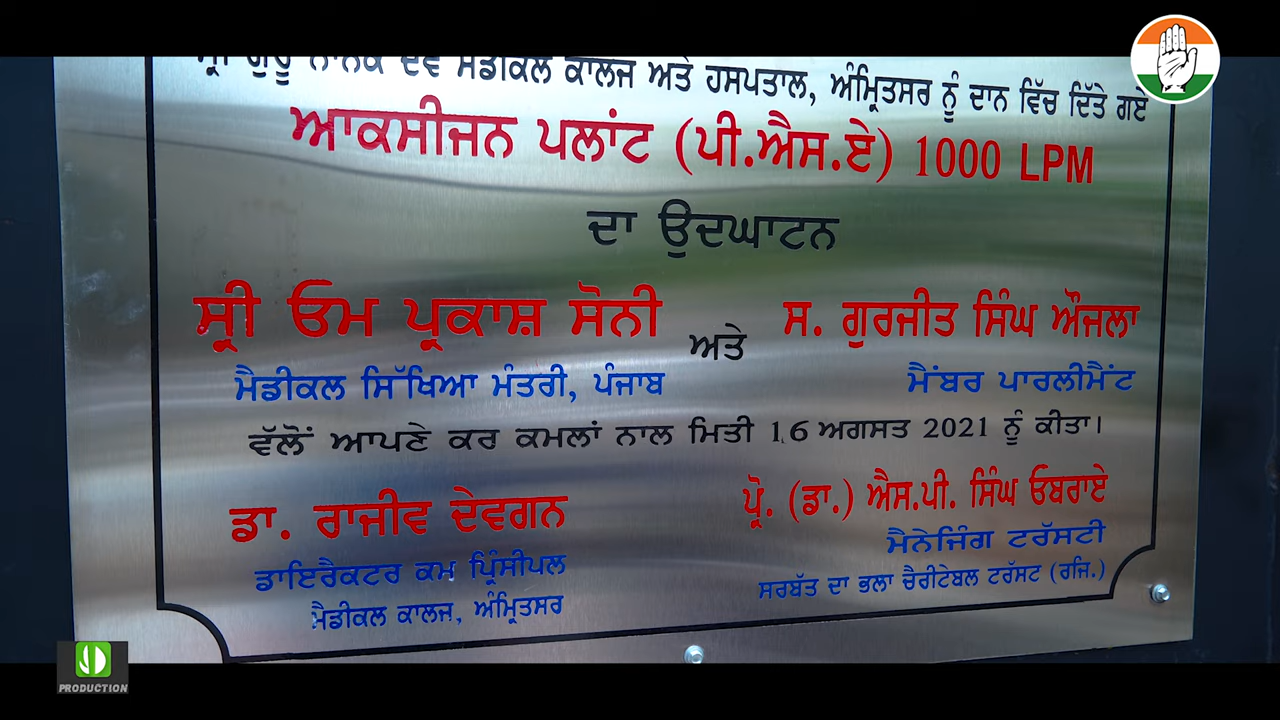 ਸ੍ਰੀ ਗੁਰੂ ਨਾਨਕ ਦੇਵ ਮੈਡੀਕਲ ਕਾਲਜ ਅਤੇ ਹਸਪਤਾਲ, ਅੰਮ੍ਰਿਤਸਰ ਨੂੰ ਦਾਨ ਵਿੱਚ ਦਿੱਤੇ ਗਏ
ਆਕਸੀਜਨ ਪਲਾਂਟ (ਪੀ.ਐਸ.ਏ) 1000 LPM
ਦਾ ਉਦਘਾਟਨ
ਸ੍ਰੀ ਓਮ ਪ੍ਰਕਾਸ਼ ਸੋਨੀ
ਮੈਡੀਕਲ ਸਿੱਖਿਆ ਮੰਤਰੀ, ਪੰਜਾਬ
ਅਤੇ
ਸ. ਗੁਰਜੀਤ ਸਿੰਘ ਔਜਲਾ
ਮੈਂਬਰ ਪਾਰਲੀਮੈਂਟ
ਵੱਲੋਂ ਆਪਣੇ ਕਰ ਕਮਲਾਂ ਨਾਲ ਮਿਤੀ 16 ਅਗਸਤ 2021 ਨੂੰ ਕੀਤਾ।
ਡਾ. ਰਾਜੀਵ ਦੇਵਗਨ
ਡਾਇਰੈਕਟਰ ਕਮ ਪ੍ਰਿੰਸੀਪਲ
ਮੈਡੀਕਲ ਕਾਲਜ, ਅੰਮ੍ਰਿਤਸਰ
ਪ੍ਰੋ. (ਡਾ.) ਐਸ.ਪੀ. ਸਿੰਘ ਓਬਰਾਏ
ਮੈਨੇਜਿੰਗ ਟਰੱਸਟੀ
ਸਰਬੱਤ ਦਾ ਭਲਾ ਚੈਰੀਟੇਬਲ ਟਰੱਸਟ (ਰਜਿ.)
PRODUCTION